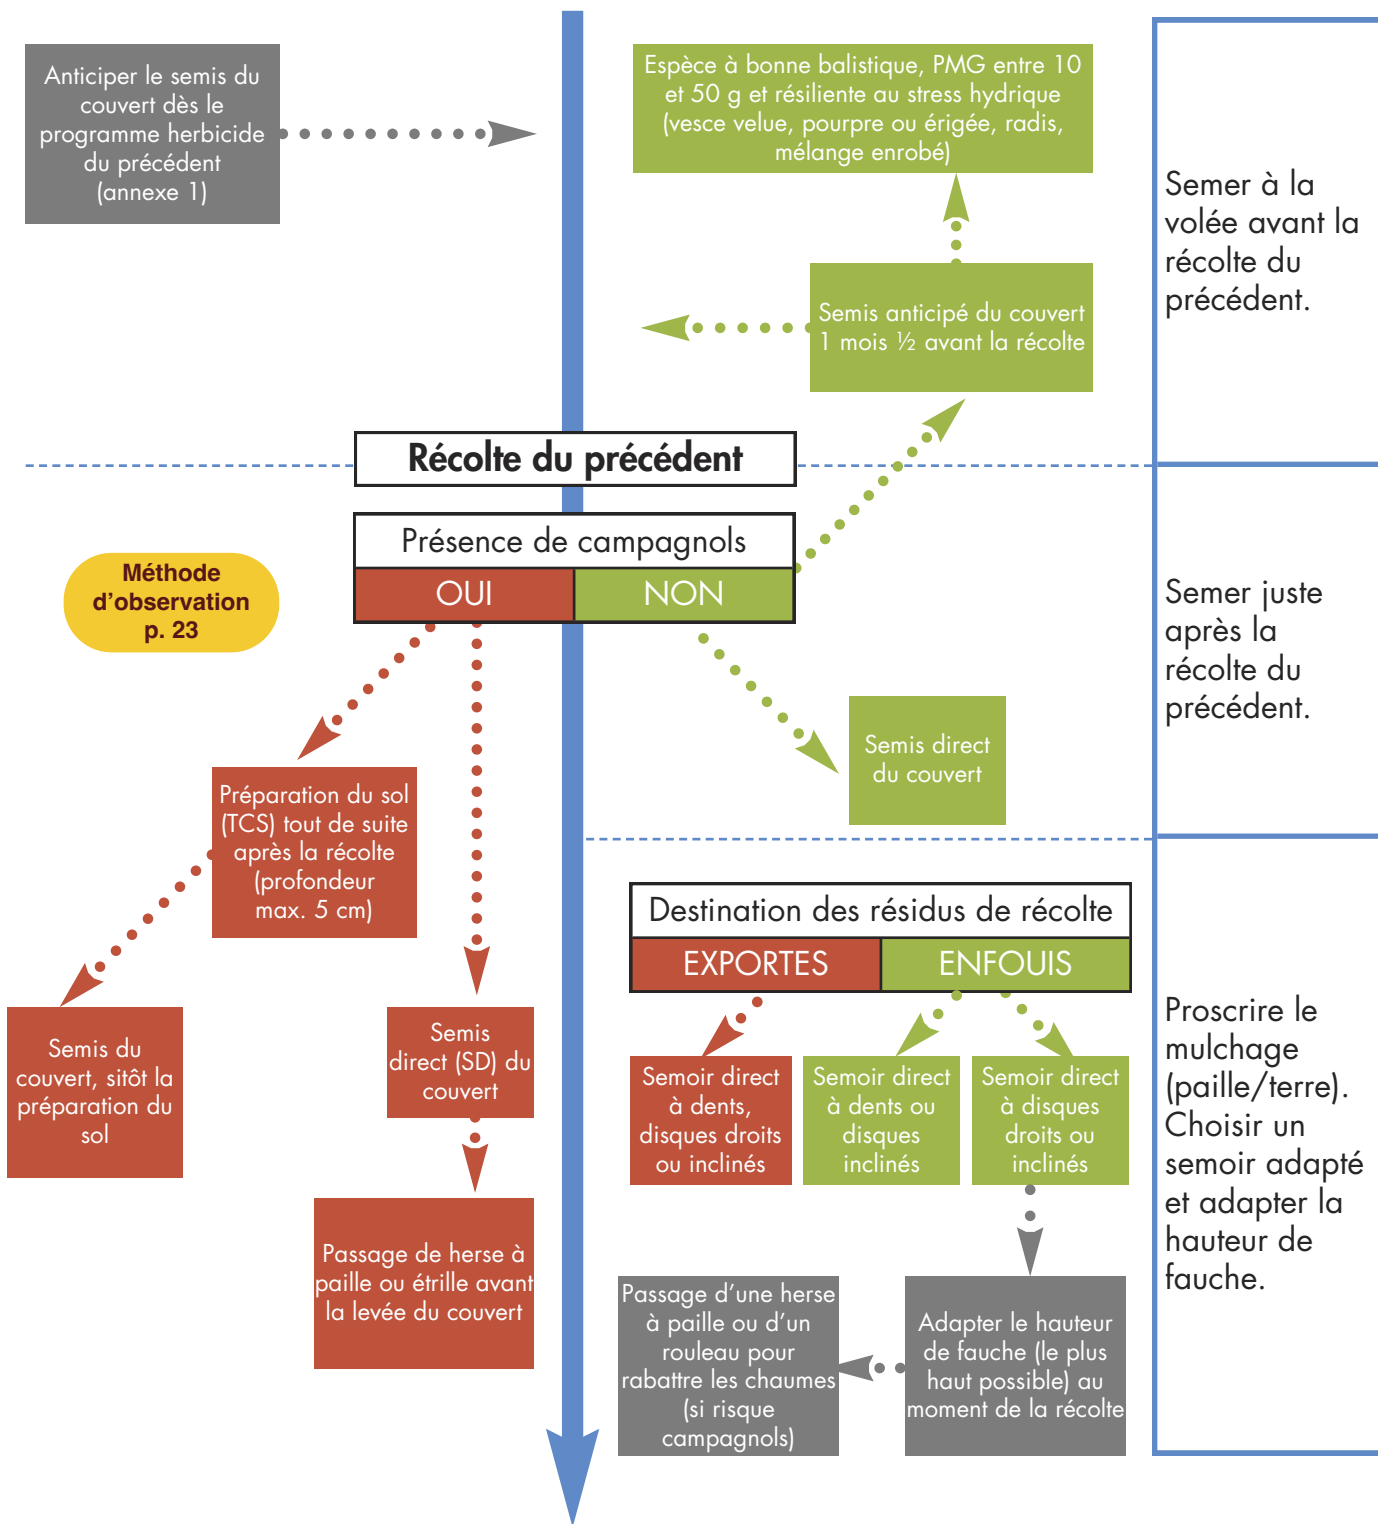 Anticiper le semis du
couvert dès le
programme herbicide
du précédent
(annexe 1)
Espèce à bonne balistique, PMG entre 10
et 50 g et résiliente au stress hydrique
(vesce velue, pourpre ou érigée, radis,
mélange enrobé)
Semer à la
volée avant la
récolte du
précédent.
Semis anticipé du couvert
1 mois ½ avant la récolte
Récolte du précédent
Présence de campagnols
OUI
NON
Méthode
d'observation
p. 23
Semer juste
après la
récolte du
précédent.
Semis direct
du couvert
Préparation du sol
(TCS) tout de suite
après la récolte
(profondeur
max. 5 cm)
Destination des résidus de récolte
EXPORTES
ENFOUIS
Semis du
couvert, sitôt la
préparation du
sol
Semis
direct (SD) du
couvert
Semoir direct
à dents,
disques droits
ou inclinés
Semoir direct
à dents ou
disques
inclinés
Semoir direct
à disques
droits ou
inclinés
Proscrire le
mulchage
(paille/terre).
Choisir un
semoir adapté
et adapter la
hauteur de
fauche.
Passage de herse à
paille ou étrille avant
la levée du couvert
Passage d'une herse
à paille ou d'un
rouleau pour
rabattre les chaumes
(si risque
campagnols)
Adapter le hauteur
de fauche (le plus
haut possible) au
moment de la récolte